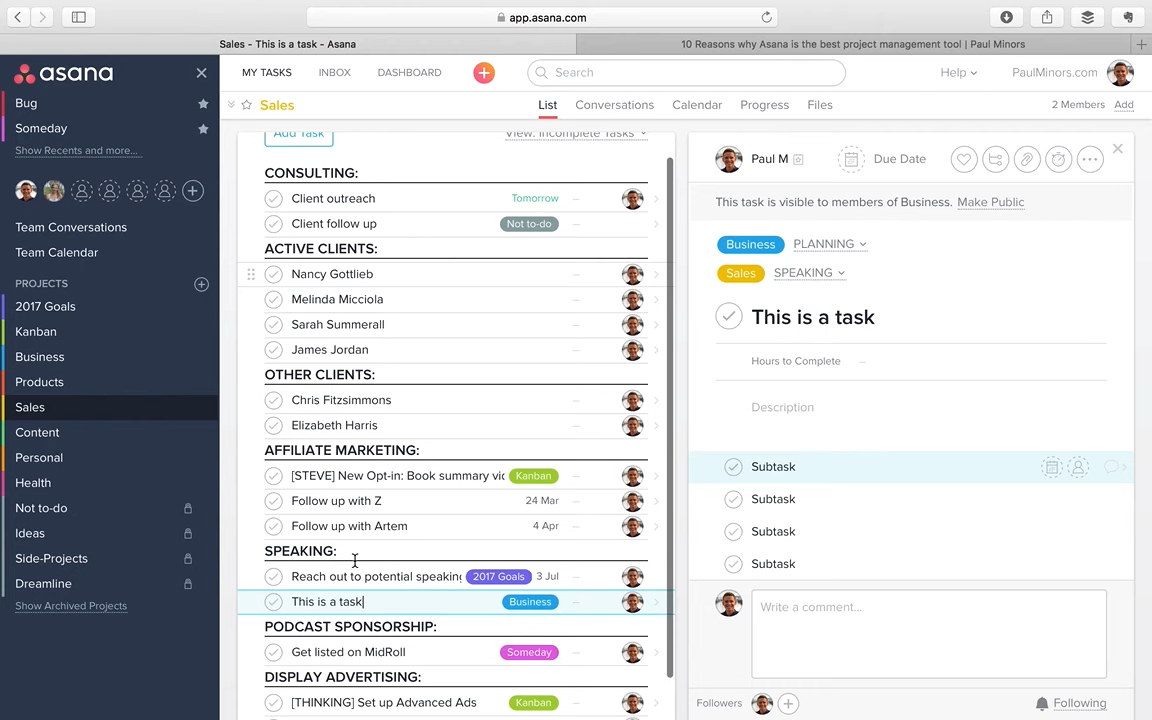 app.asana.com
Sales - This is a task - Asana
10 Reasons why Asana is the best project management tool | Paul Minors
asana
Bug
Someday
Show Recents and more...
Team Conversations
Team Calendar
PROJECTS
2017 Goals
Kanban
Business
Products
Sales
Content
Personal
Health
Not to-do
Ideas
Side-Projects
Dreamline
Show Archived Projects
MY TASKS INBOX DASHBOARD
Search
Help
PaulMinors.com
Sales
List Conversations Calendar Progress Files
2 Members Add
Add Task
View: Incomplete Tasks
CONSULTING:
Client outreach Tomorrow
Client follow up Not to-do
ACTIVE CLIENTS:
Nancy Gottlieb
Melinda Micciola
Sarah Summerall
James Jordan
OTHER CLIENTS:
Chris Fitzsimmons
Elizabeth Harris
AFFILIATE MARKETING:
[STEVE] New Opt-in: Book summary vi Kanban
Follow up with Z 24 Mar
Follow up with Artem 4 Apr
SPEAKING:
Reach out to potential speaking 2017 Goals 3 Jul
This is a task Business
PODCAST SPONSORSHIP:
Get listed on MidRoll Someday
DISPLAY ADVERTISING:
[THINKING] Set up Advanced Ads Kanban
Paul M
Due Date
This task is visible to members of Business. Make Public
Business PLANNING
Sales SPEAKING
This is a task
Hours to Complete –
Description
Subtask
Subtask
Subtask
Subtask
Write a comment...
Followers
Following